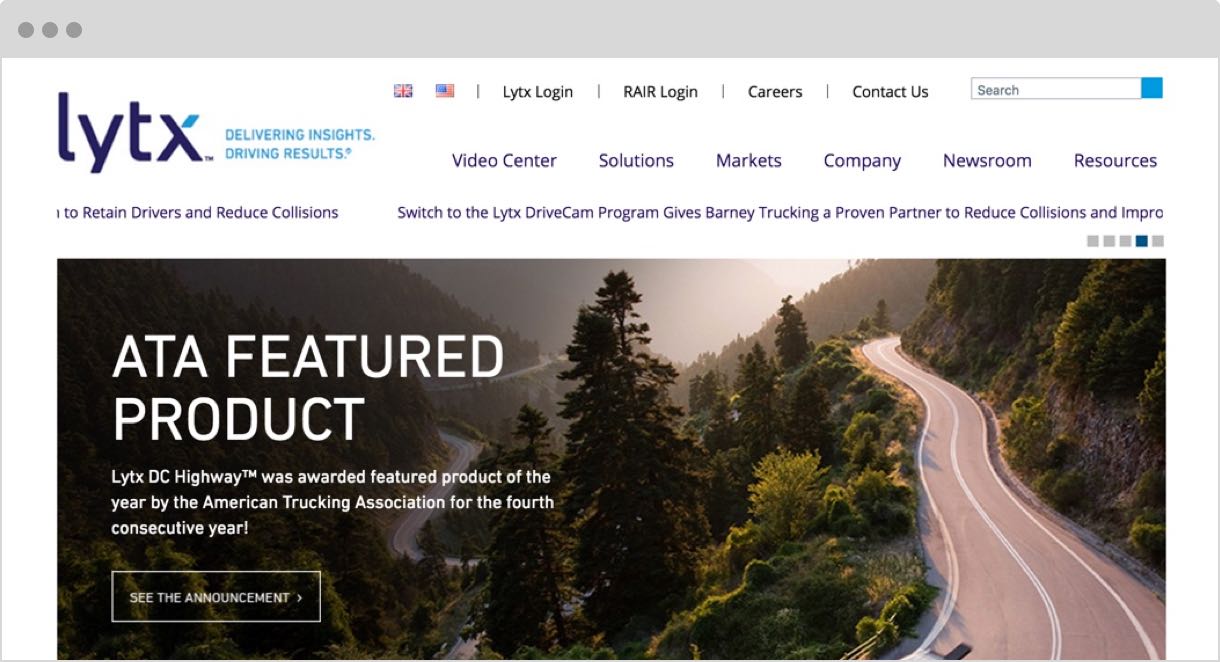 Lytx Login
RAIR Login
Careers
Contact Us
Search
lytx™ DELIVERING INSIGHTS.
DRIVING RESULTS.®
Video Center
Solutions
Markets
Company
Newsroom
Resources
to Retain Drivers and Reduce Collisions
Switch to the Lytx DriveCam Program Gives Barney Trucking a Proven Partner to Reduce Collisions and Impro
ATA FEATURED
PRODUCT
Lytx DC Highway™ was awarded featured product of the
year by the American Trucking Association for the fourth
consecutive year!
SEE THE ANNOUNCEMENT ›